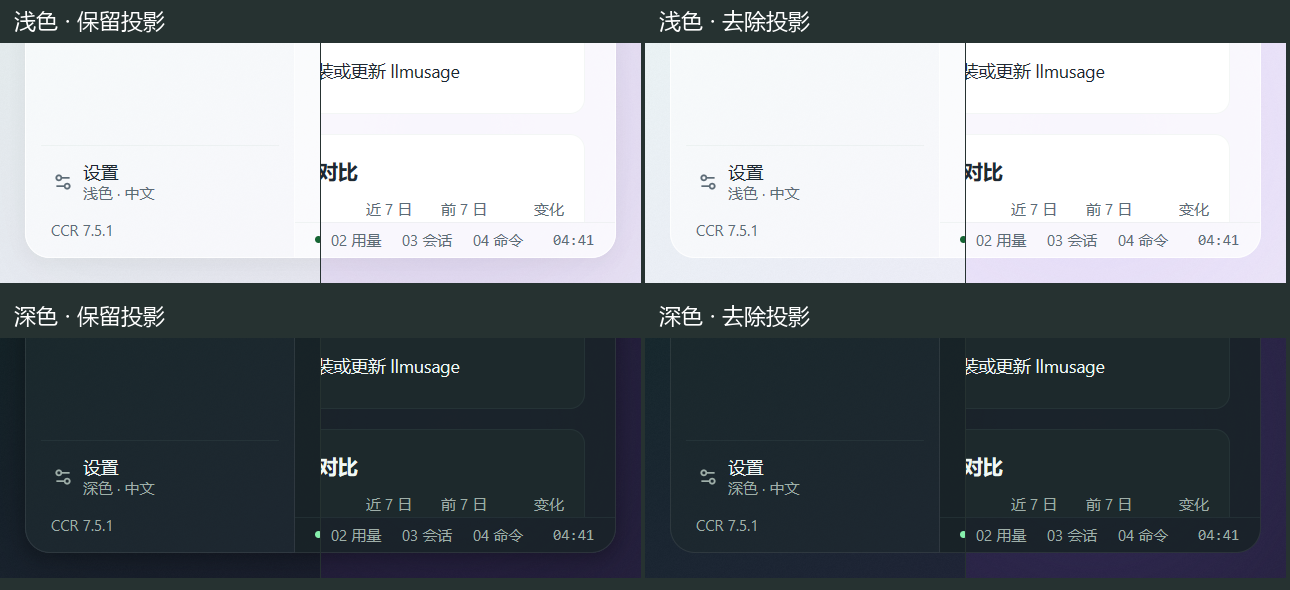 浅色 · 保留投影
装或更新 llmusage
设置
浅色 · 中文
对比
近 7 日 前 7 日 变化
CCR 7.5.1
02 用量 03 会话 04 命令 04:41
浅色 · 去除投影
装或更新 llmusage
设置
浅色 · 中文
对比
近 7 日 前 7 日 变化
CCR 7.5.1
02 用量 03 会话 04 命令 04:41
深色 · 保留投影
装或更新 llmusage
设置
深色 · 中文
对比
近 7 日 前 7 日 变化
CCR 7.5.1
02 用量 03 会话 04 命令 04:41
深色 · 去除投影
装或更新 llmusage
设置
深色 · 中文
对比
近 7 日 前 7 日 变化
CCR 7.5.1
02 用量 03 会话 04 命令 04:41